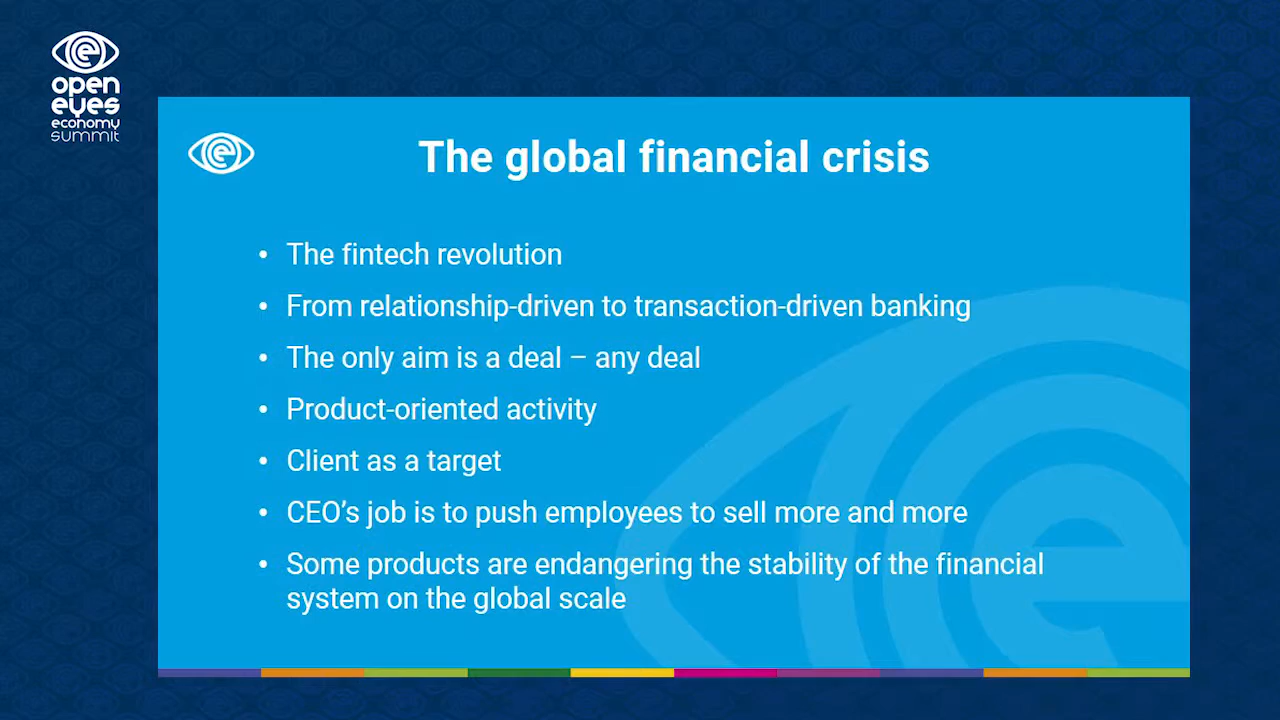 open
eyes
economy
summit
The global financial crisis
• The fintech revolution
• From relationship-driven to transaction-driven banking
• The only aim is a deal – any deal
• Product-oriented activity
• Client as a target
• CEO’s job is to push employees to sell more and more
• Some products are endangering the stability of the financial
system on the global scale